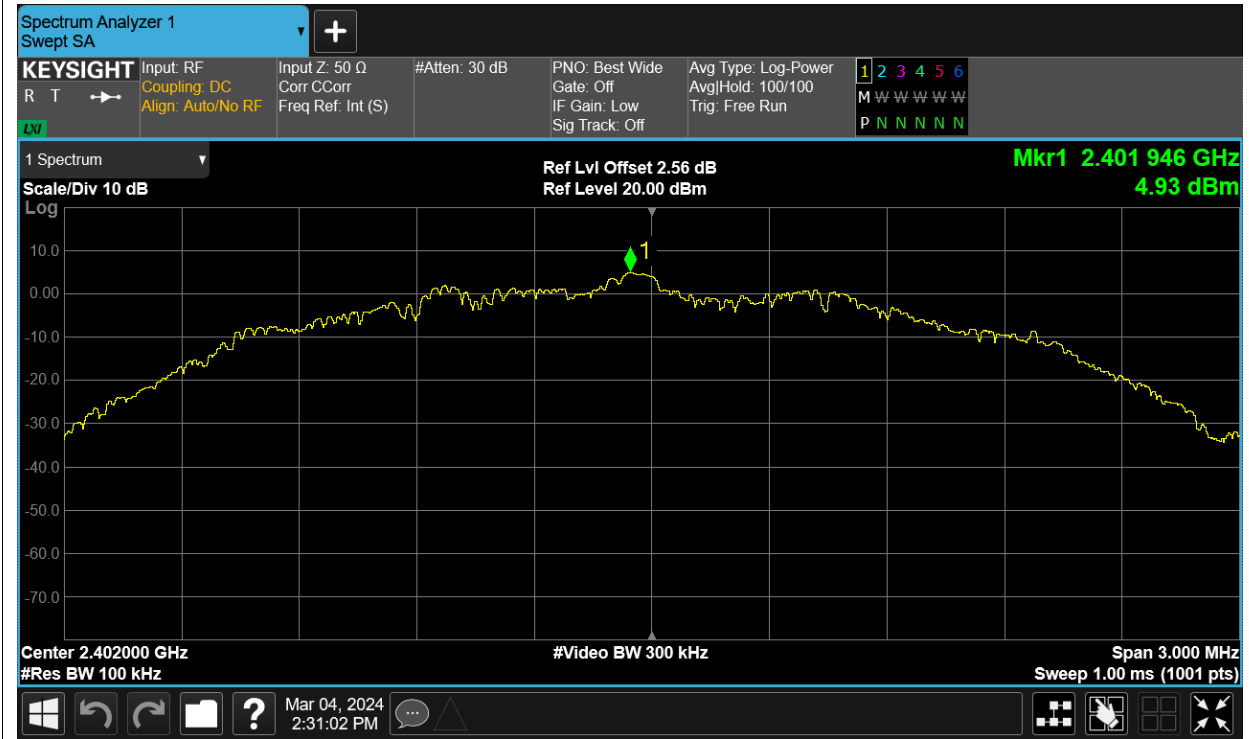 Spectrum Analyzer 1
Swept SA
KEYSIGHT
R T
LXI
Input: RF
Coupling: DC
Align: Auto/No RF
Input Z: 50 Ω
Corr CCorr
Freq Ref: Int (S)
#Atten: 30 dB
PNO: Best Wide
Gate: Off
IF Gain: Low
Sig Track: Off
Avg Type: Log-Power
Avg|Hold: 100/100
Trig: Free Run
1 2 3 4 5 6
M W W W W W
P N N N N N
1 Spectrum
Scale/Div 10 dB
Ref Lvl Offset 2.56 dB
Ref Level 20.00 dBm
Mkr1 2.401 946 GHz
4.93 dBm
Log
10.0
0.00
-10.0
-20.0
-30.0
-40.0
-50.0
-60.0
-70.0
1
Center 2.402000 GHz
#Res BW 100 kHz
#Video BW 300 kHz
Span 3.000 MHz
Sweep 1.00 ms (1001 pts)
?
Mar 04, 2024
2:31:02 PM